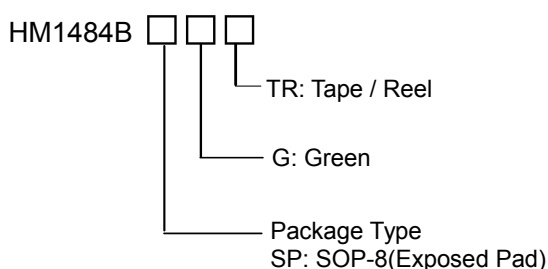 HM1484B □ □ □
TR: Tape / Reel
G: Green
Package Type
SP: SOP-8(Exposed Pad)